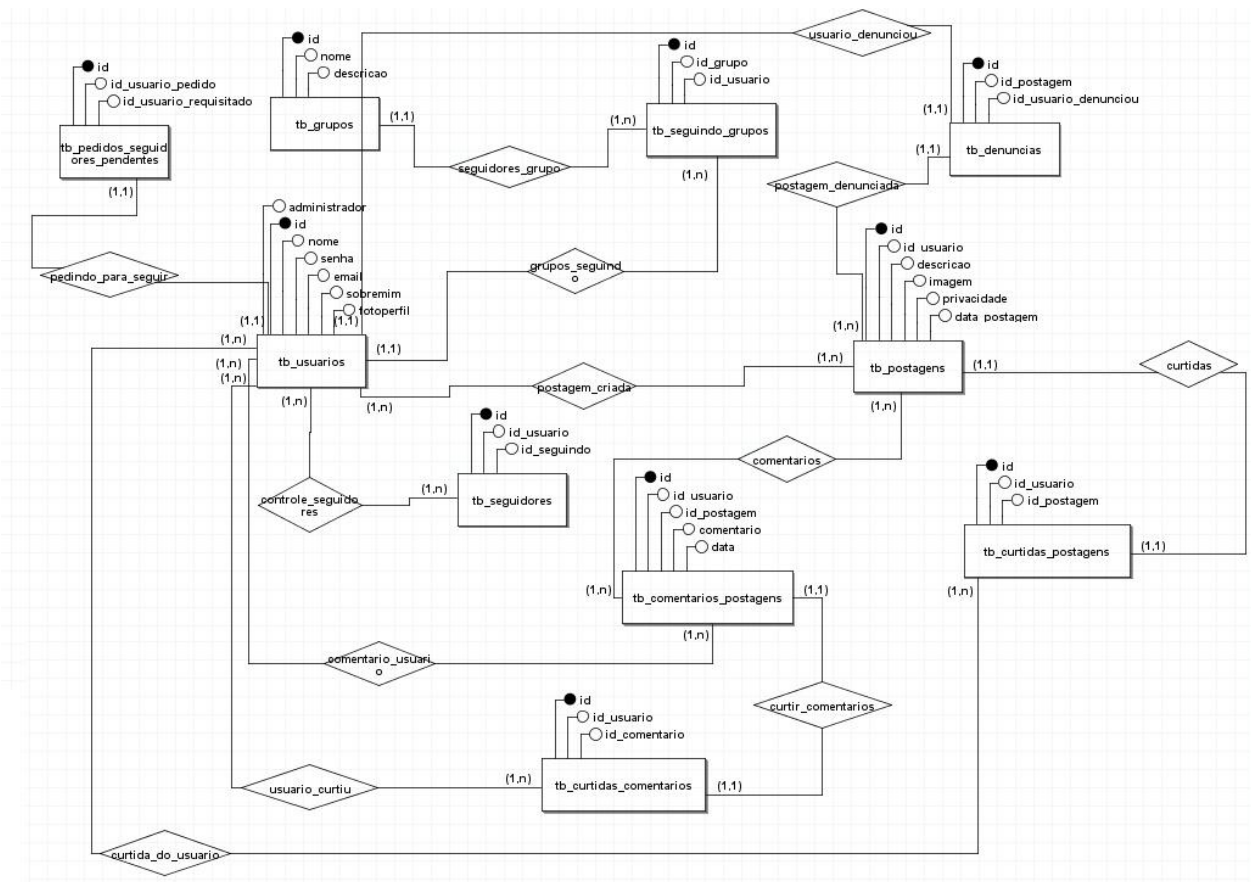 id
nome
descricao
tb_grupos
(1,1)
id
id_usuario_pedido
id_usuario_requisitado
tb_pedidos_seguid
ores_pendentes
(1,1)
pedindo_para_seguir
id
id_grupo
id_usuario
tb_seguindo_grupos
(1,n)
(1,n)
seguidores_grupo
usuario_denunciou
id
id_postagem
id_usuario_denunciou
tb_denuncias
(1,1)
(1,1)
postagem_denunciada
administrador
id
nome
senha
email
sobremim
fotoperfil
(1,1)
(1,1)
tb_usuarios
(1,n)
(1,n)
(1,n)
(1,1)
(1,n)
(1,n)
grupos_seguind
o
postagem_criada
id
id_usuario
descricao
imagem
privacidade
data_postagem
tb_postagens
(1,n)
(1,n)
(1,1)
(1,n)
curtidas
id
id_usuario
id_seguindo
tb_seguidores
(1,n)
controle_seguido
res
comentarios
id
id_usuario
id_postagem
comentario
data
tb_comentarios_postagens
(1,n)
(1,1)
(1,n)
id
id_usuario
id_postagem
tb_curtidas_postagens
(1,1)
(1,n)
comentario_usuari
o
curtir_comentarios
id
id_usuario
id_comentario
tb_curtidas_comentarios
(1,n)
(1,1)
usuario_curtiu
curtida_do_usuario